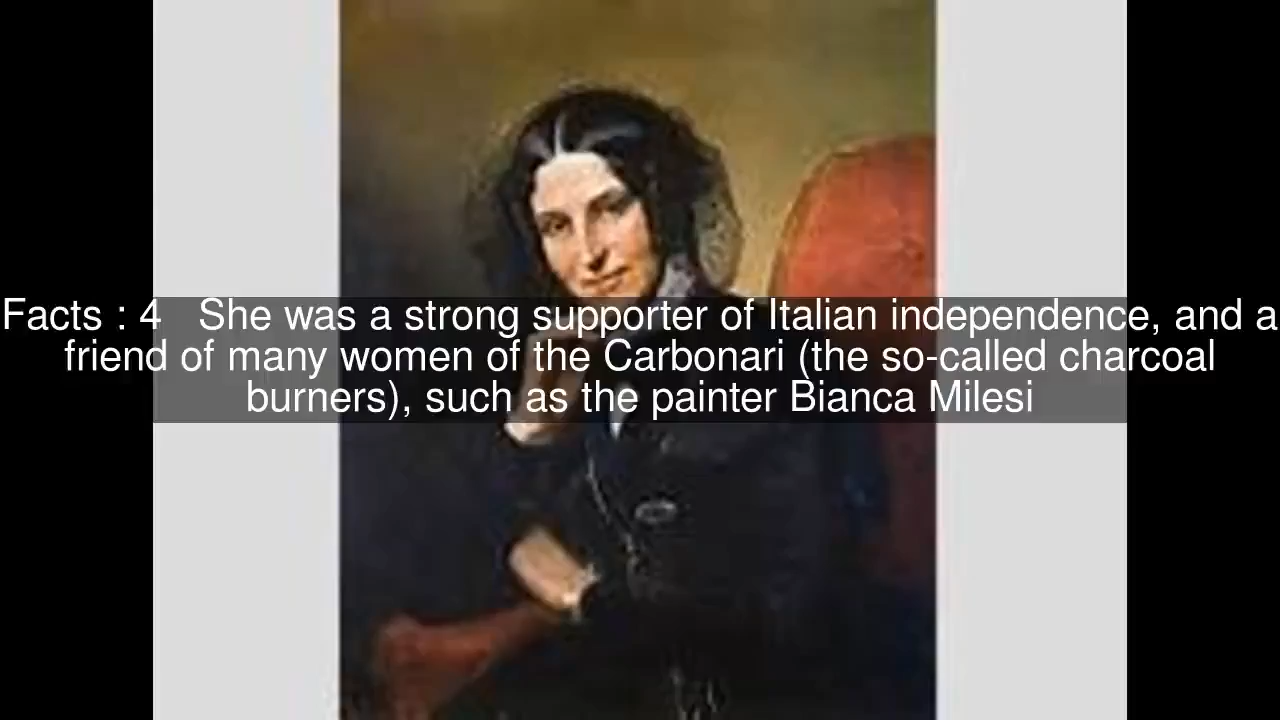 Facts : 4 She was a strong supporter of Italian independence, and a
friend of many women of the Carbonari (the so-called charcoal
burners), such as the painter Bianca Milesi